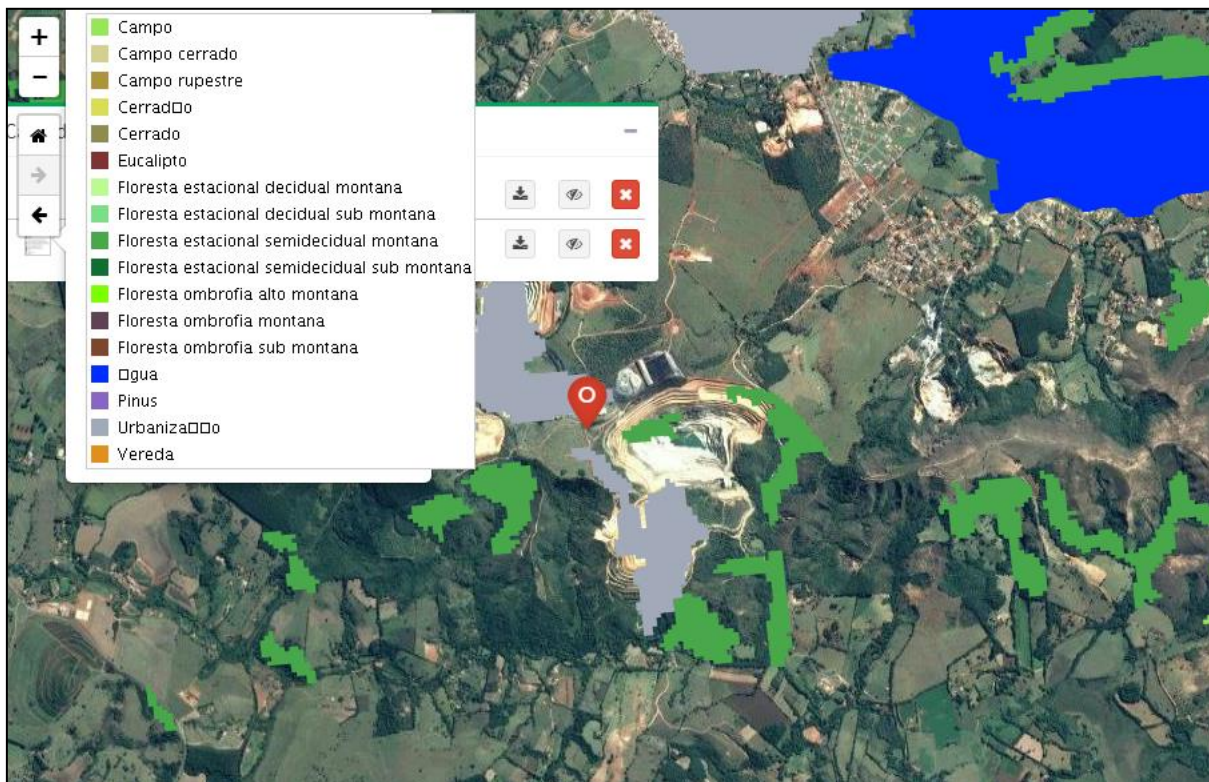 +
Campo
Campo cerrado
−
Campo rupestre
Cerrad□o
Cerrado
Eucalipto
Floresta estacional decidual montana
Floresta estacional decidual sub montana
Floresta estacional semidecidual montana
Floresta estacional semidecidual sub montana
Floresta ombrofia alto montana
Floresta ombrofia montana
Floresta ombrofia sub montana
□gua
Pinus
Urbaniza□□o
Vereda
O